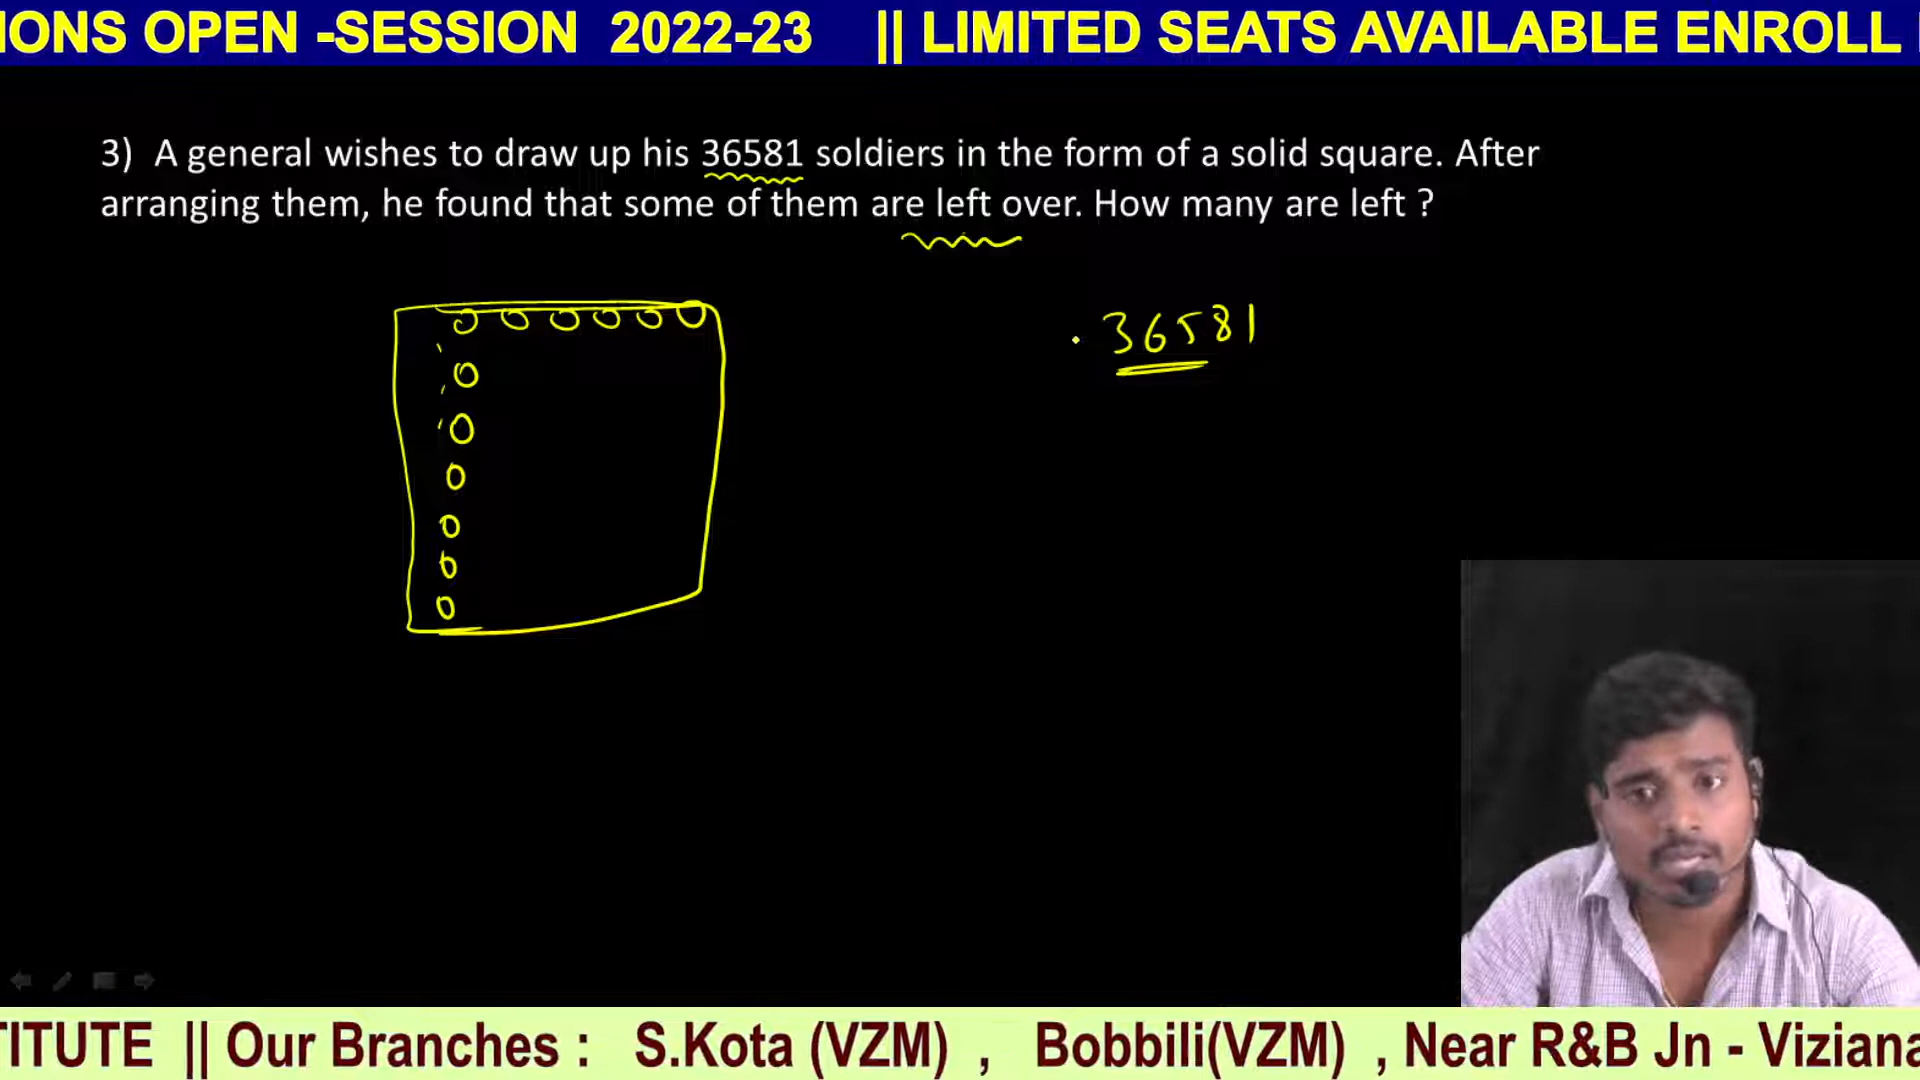 IONS OPEN -SESSION 2022-23 || LIMITED SEATS AVAILABLE ENROLL
3) A general wishes to draw up his 36581 soldiers in the form of a solid square. After
arranging them, he found that some of them are left over. How many are left ?
36581
TITUTE || Our Branches : S.Kota (VZM) , Bobbili(VZM) , Near R&B Jn - Viziana